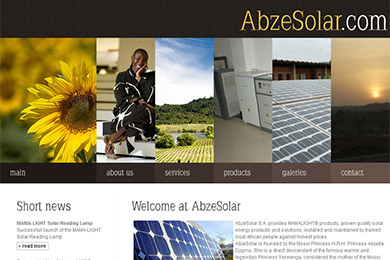 AbzeSolar.com
main
about us
services
products
galeries
contact
Short news
MAMA-LIGHT Solar Reading Lamp
Successfull launch of the MAMA-LIGHT
Solar Reading Lamp
» read more
Welcome at AbzeSolar
AbzeSolar S.A. provides MAMA-LIGHT® products, proven quality solar
energy products and solutions, installed and maintained by trained
local African people against honest prices.
AbzeSolar is founded by the Mossi Princess H.R.H. Princess Abzeita
Djigma. She is a direct descendant of the famous warrior and
legendary Princess Yennenga, considered the mother of the Mossi